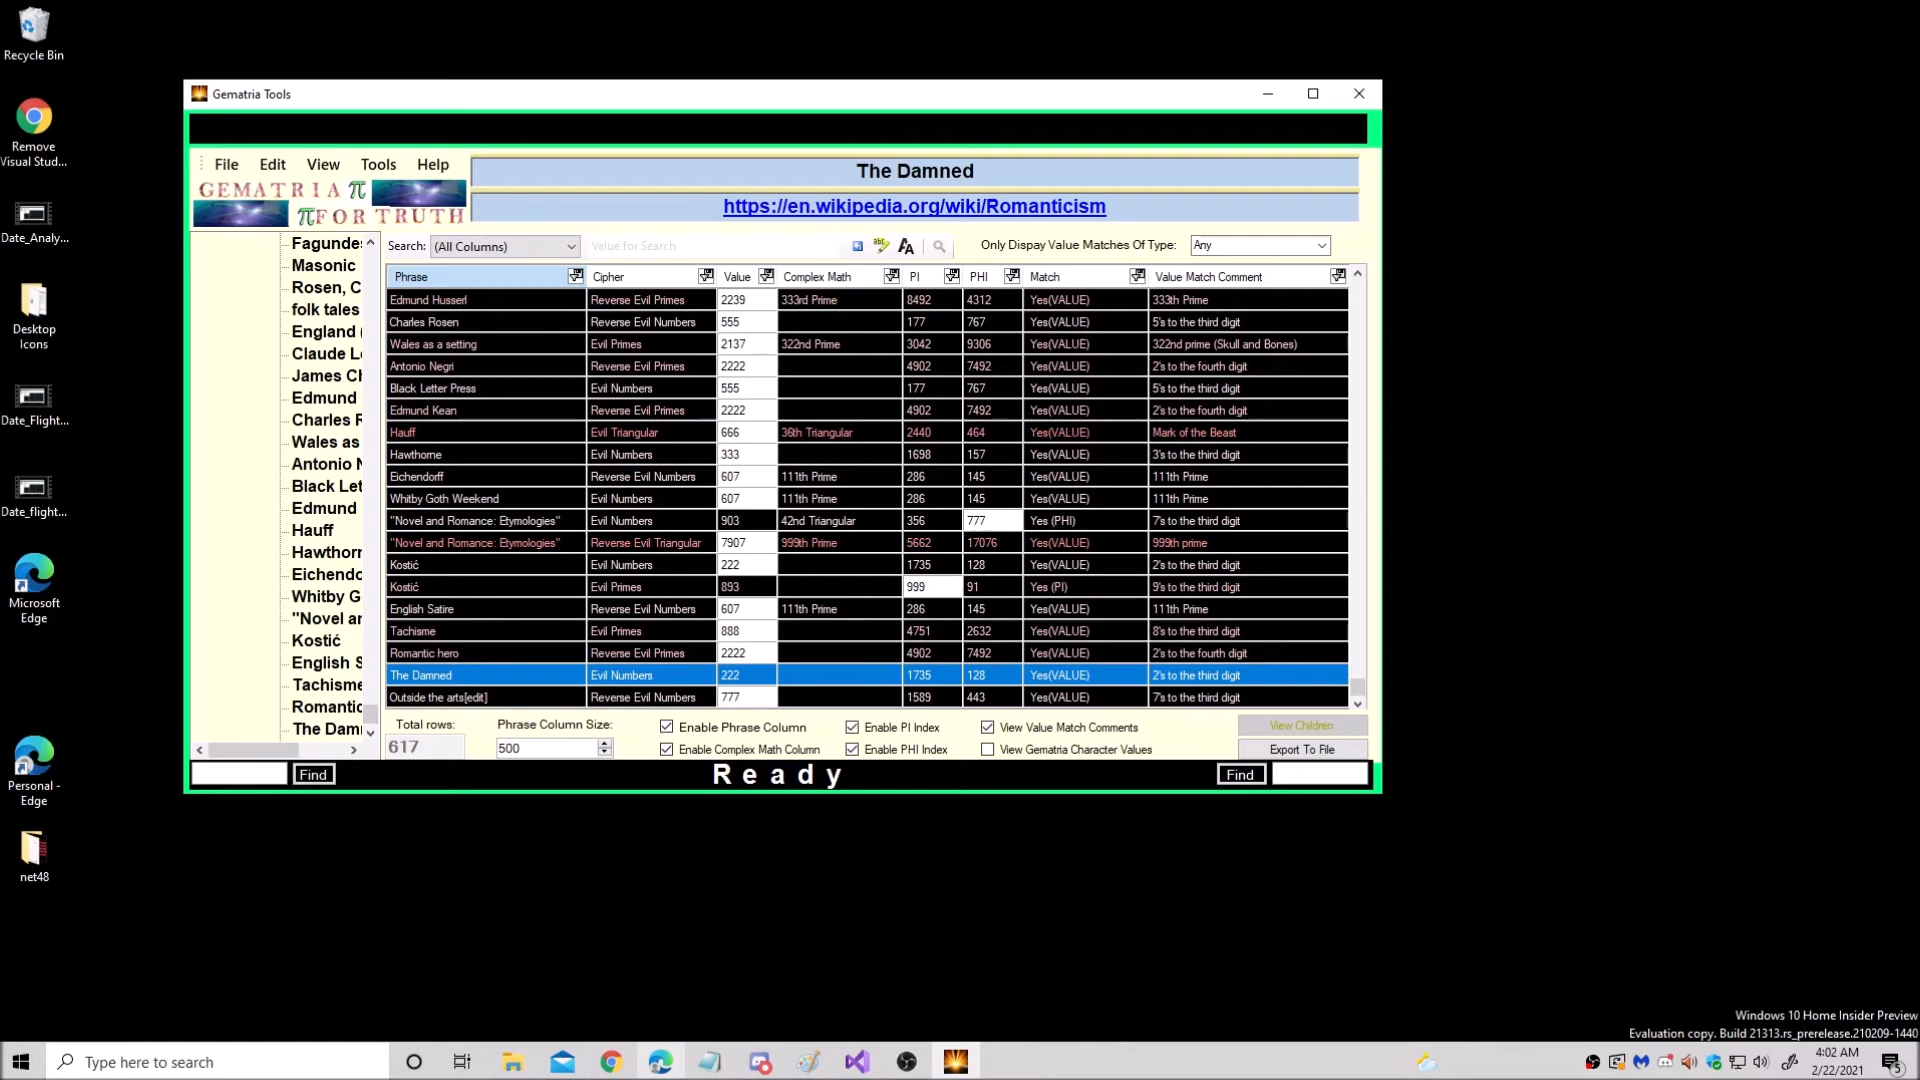 Recycle Bin
Remove
Visual Stud...
Date_Analy...
Desktop
Icons
Date_Flight...
Date_flight...
Microsoft
Edge
Personal -
Edge
net48
Gematria Tools
File Edit View Tools Help
GEMATRIA π
πFOR TRUTH
The Damned
https://en.wikipedia.org/wiki/Romanticism
Search: (All Columns) Value for Search Only Dispay Value Matches Of Type: Any
Fagundes
Masonic
Rosen, C
folk tales
England (
Claude L
James Ch
Edmund
Charles R
Wales as
Antonio N
Black Let
Edmund
Hauff
Hawthorn
Eichendo
Whitby G
"Novel an
Kostić
English S
Tachisme
Romantic
The Dam
Phrase Cipher Value Complex Math PI PHI Match Value Match Comment
Edmund Husserl Reverse Evil Primes 2239 333rd Prime 8492 4312 Yes(VALUE) 333th Prime
Charles Rosen Reverse Evil Numbers 555 177 767 Yes(VALUE) 5's to the third digit
Wales as a setting Evil Primes 2137 322nd Prime 3042 9306 Yes(VALUE) 322nd prime (Skull and Bones)
Antonio Negri Reverse Evil Primes 2222 4902 7492 Yes(VALUE) 2's to the fourth digit
Black Letter Press Evil Numbers 555 177 767 Yes(VALUE) 5's to the third digit
Edmund Kean Reverse Evil Primes 2222 4902 7492 Yes(VALUE) 2's to the fourth digit
Hauff Evil Triangular 666 36th Triangular 2440 464 Yes(VALUE) Mark of the Beast
Hawthorne Evil Numbers 333 1698 157 Yes(VALUE) 3's to the third digit
Eichendorff Reverse Evil Numbers 607 111th Prime 286 145 Yes(VALUE) 111th Prime
Whitby Goth Weekend Evil Numbers 607 111th Prime 286 145 Yes(VALUE) 111th Prime
"Novel and Romance: Etymologies" Evil Numbers 903 42nd Triangular 356 777 Yes (PHI) 7's to the third digit
"Novel and Romance: Etymologies" Reverse Evil Triangular 7907 999th Prime 5662 17076 Yes(VALUE) 999th prime
Kostić Evil Numbers 222 1735 128 Yes(VALUE) 2's to the third digit
Kostić Evil Primes 893 999 91 Yes (PI) 9's to the third digit
English Satire Reverse Evil Numbers 607 111th Prime 286 145 Yes(VALUE) 111th Prime
Tachisme Evil Primes 888 4751 2632 Yes(VALUE) 8's to the third digit
Romantic hero Reverse Evil Primes 2222 4902 7492 Yes(VALUE) 2's to the fourth digit
The Damned Evil Numbers 222 1735 128 Yes(VALUE) 2's to the third digit
Outside the arts[edit] Reverse Evil Numbers 777 1589 443 Yes(VALUE) 7's to the third digit
Total rows: Phrase Column Size: Enable Phrase Column Enable PI Index View Value Match Comments View Children
617 500 Enable Complex Math Column Enable PHI Index View Gematria Character Values Export To File
Find Ready Find
Windows 10 Home Insider Preview
Evaluation copy. Build 21313.rs_prerelease.210209-1440
Type here to search
4:02 AM
2/22/2021
5